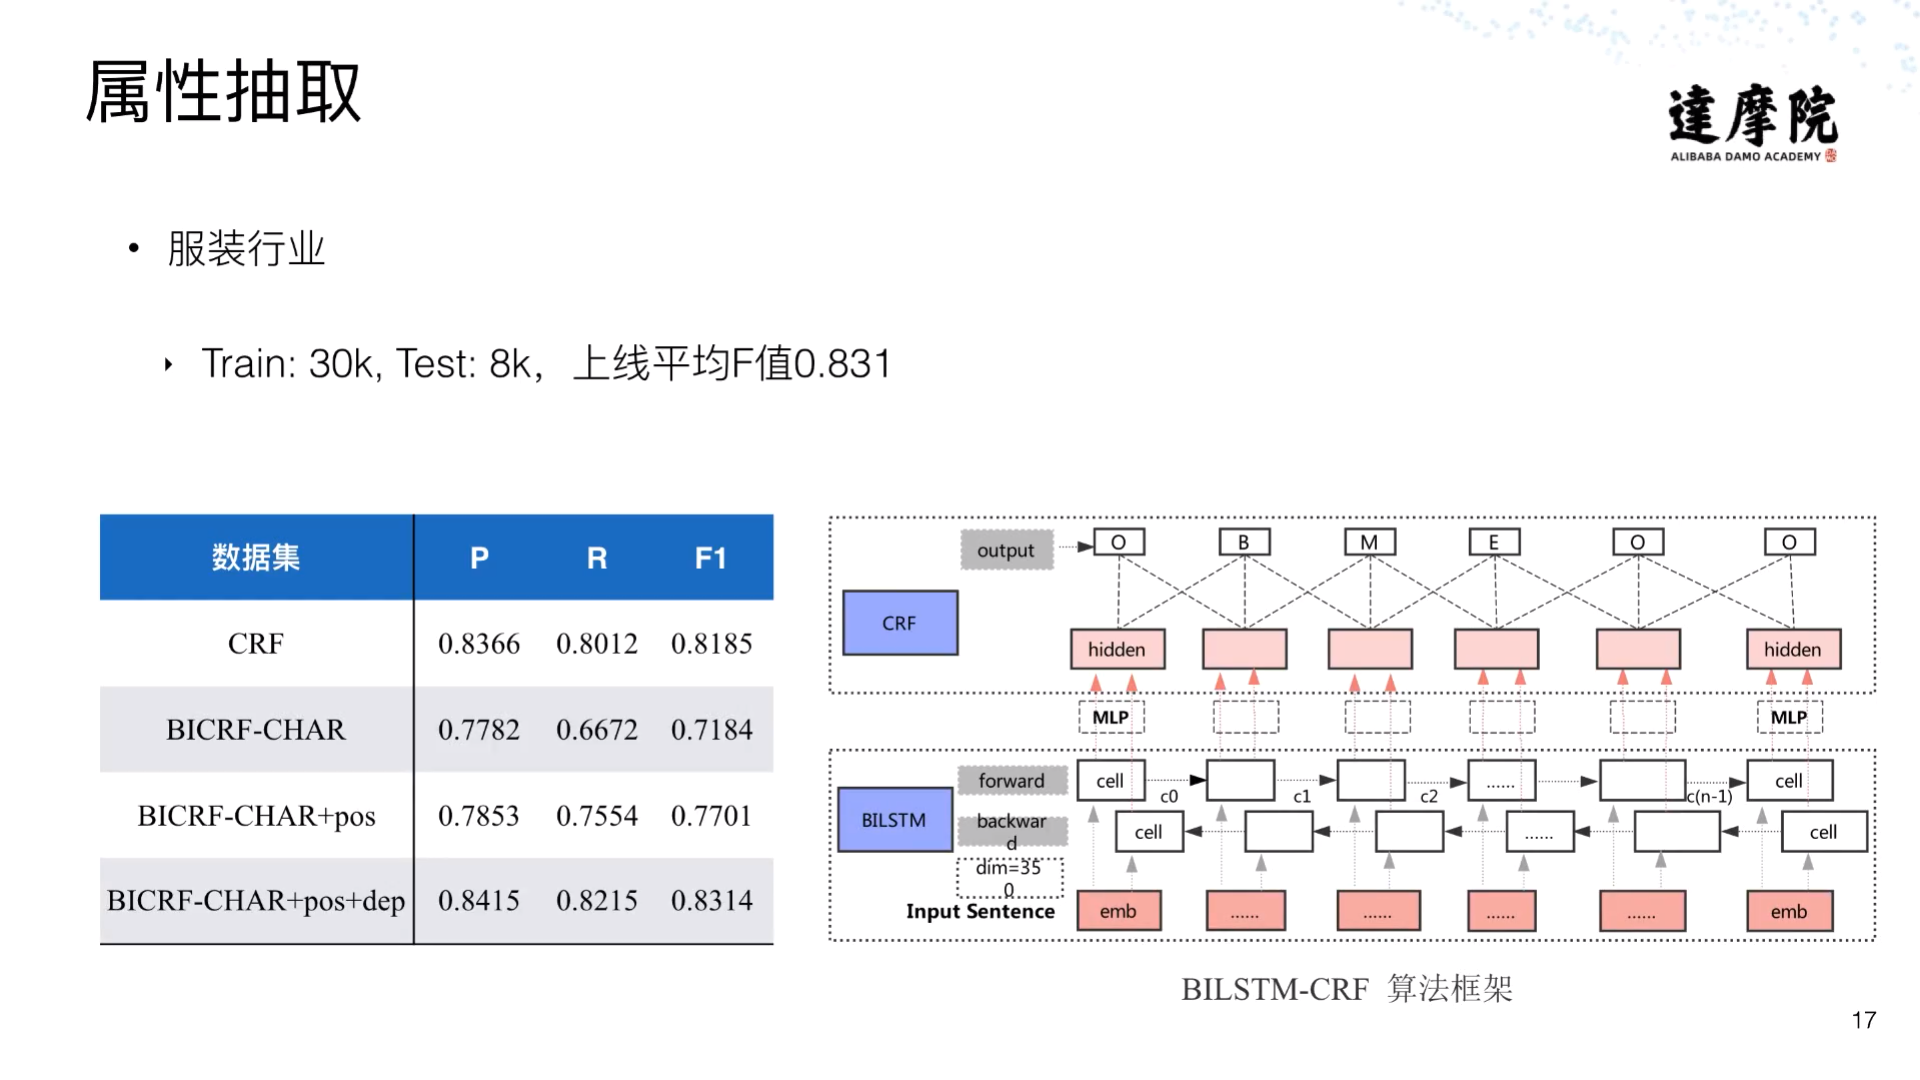 属性抽取
達摩院
ALIBABA DAMO ACADEMY
• 服装行业
‣ Train: 30k, Test: 8k，上线平均F值0.831
数据集 P R F1
CRF 0.8366 0.8012 0.8185
BICRF-CHAR 0.7782 0.6672 0.7184
BICRF-CHAR+pos 0.7853 0.7554 0.7701
BICRF-CHAR+pos+dep 0.8415 0.8215 0.8314
output O B M E O O
CRF
hidden hidden
MLP MLP
forward cell ...... cell
c0 c1 c2 c(n-1)
BILSTM
backwar
d
cell ...... cell
dim=35
0
Input Sentence emb ...... ...... ...... ...... emb
BILSTM-CRF 算法框架
17